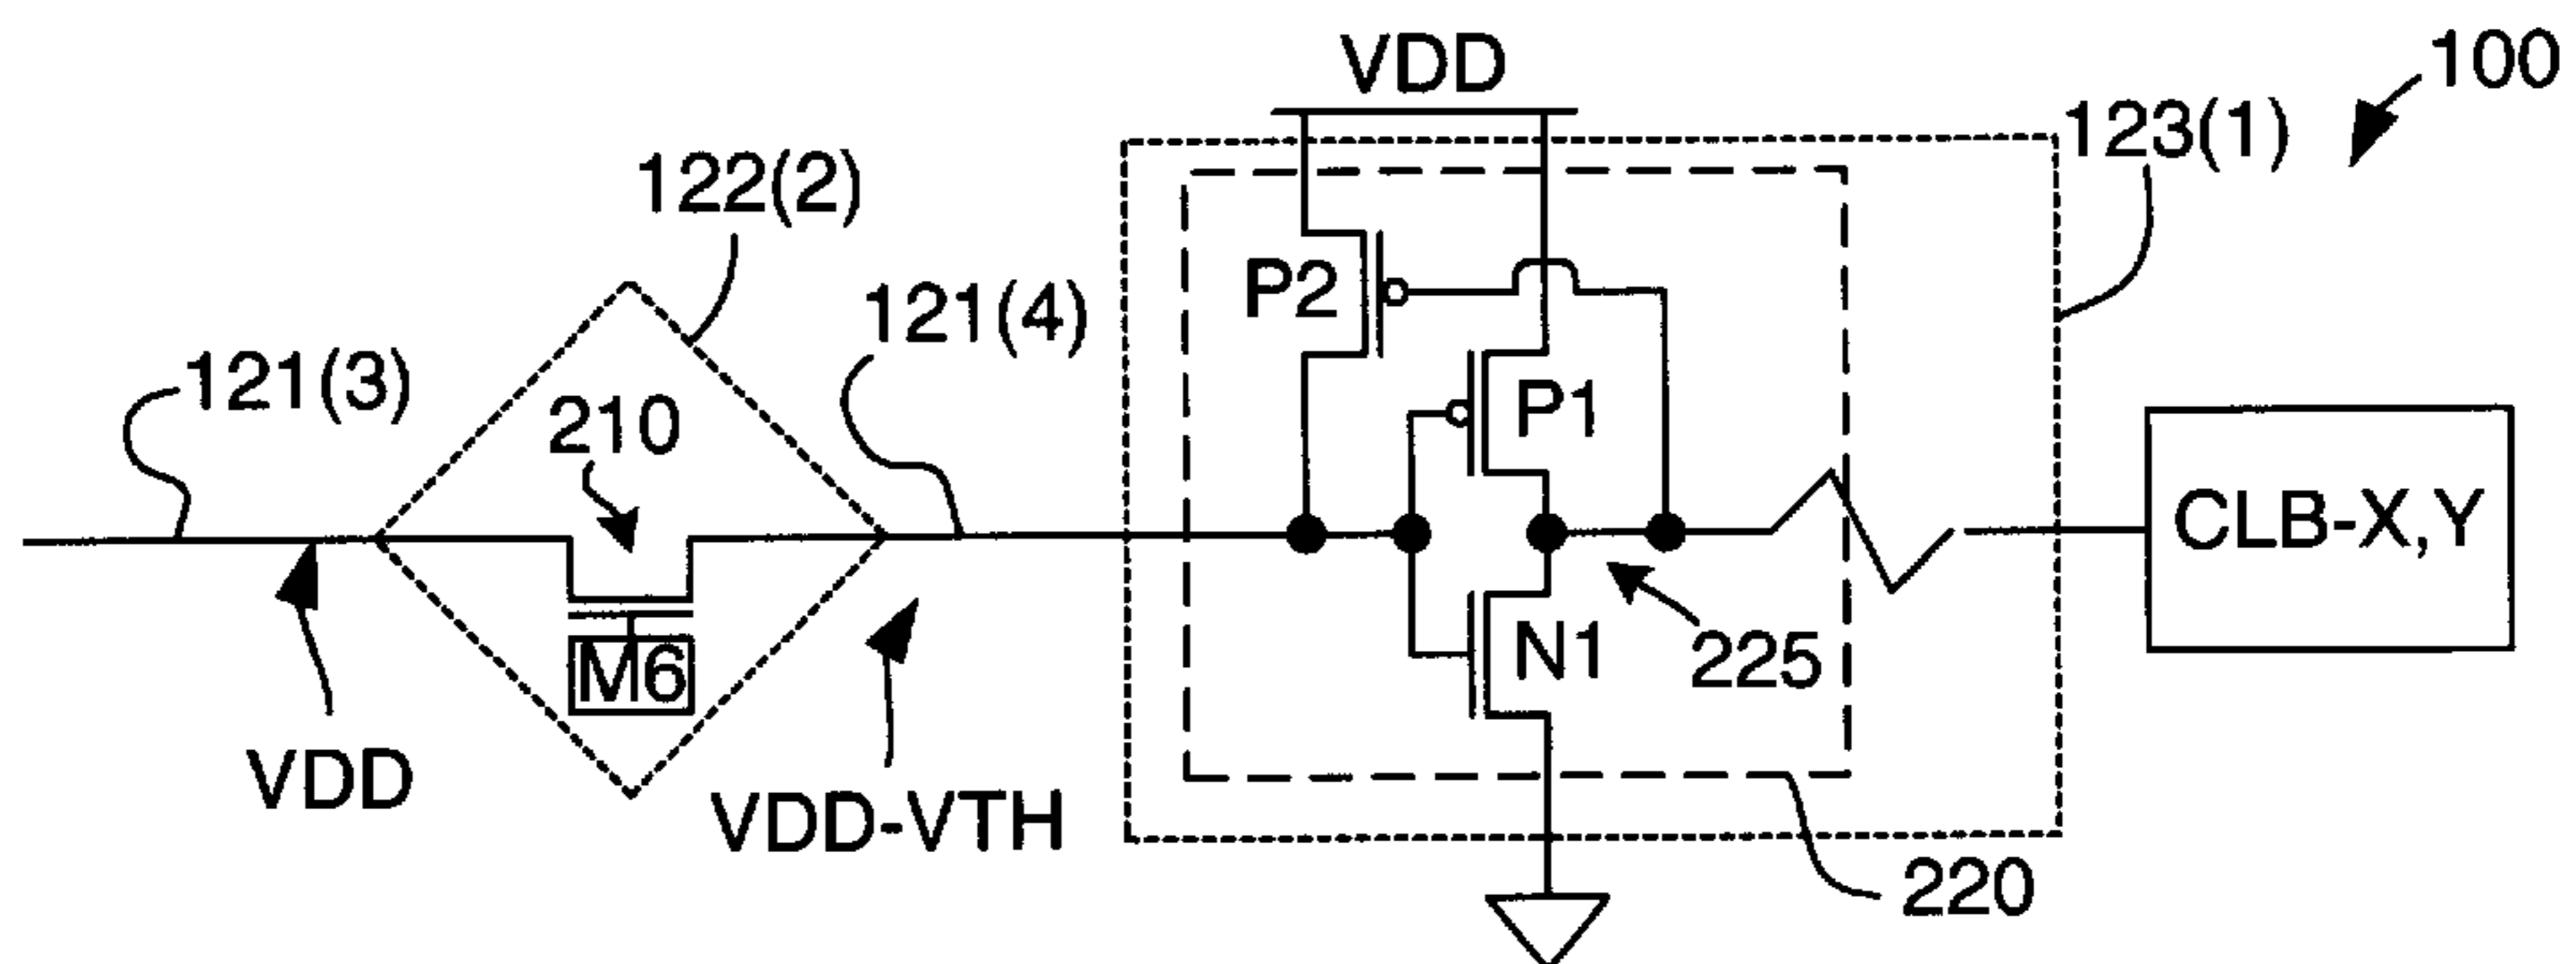 VDD
100
123(1)
122(2)
P2
121(4)
121(3)
210
P1
CLB-X,Y
M6
N1
225
VDD
VDD-VTH
220